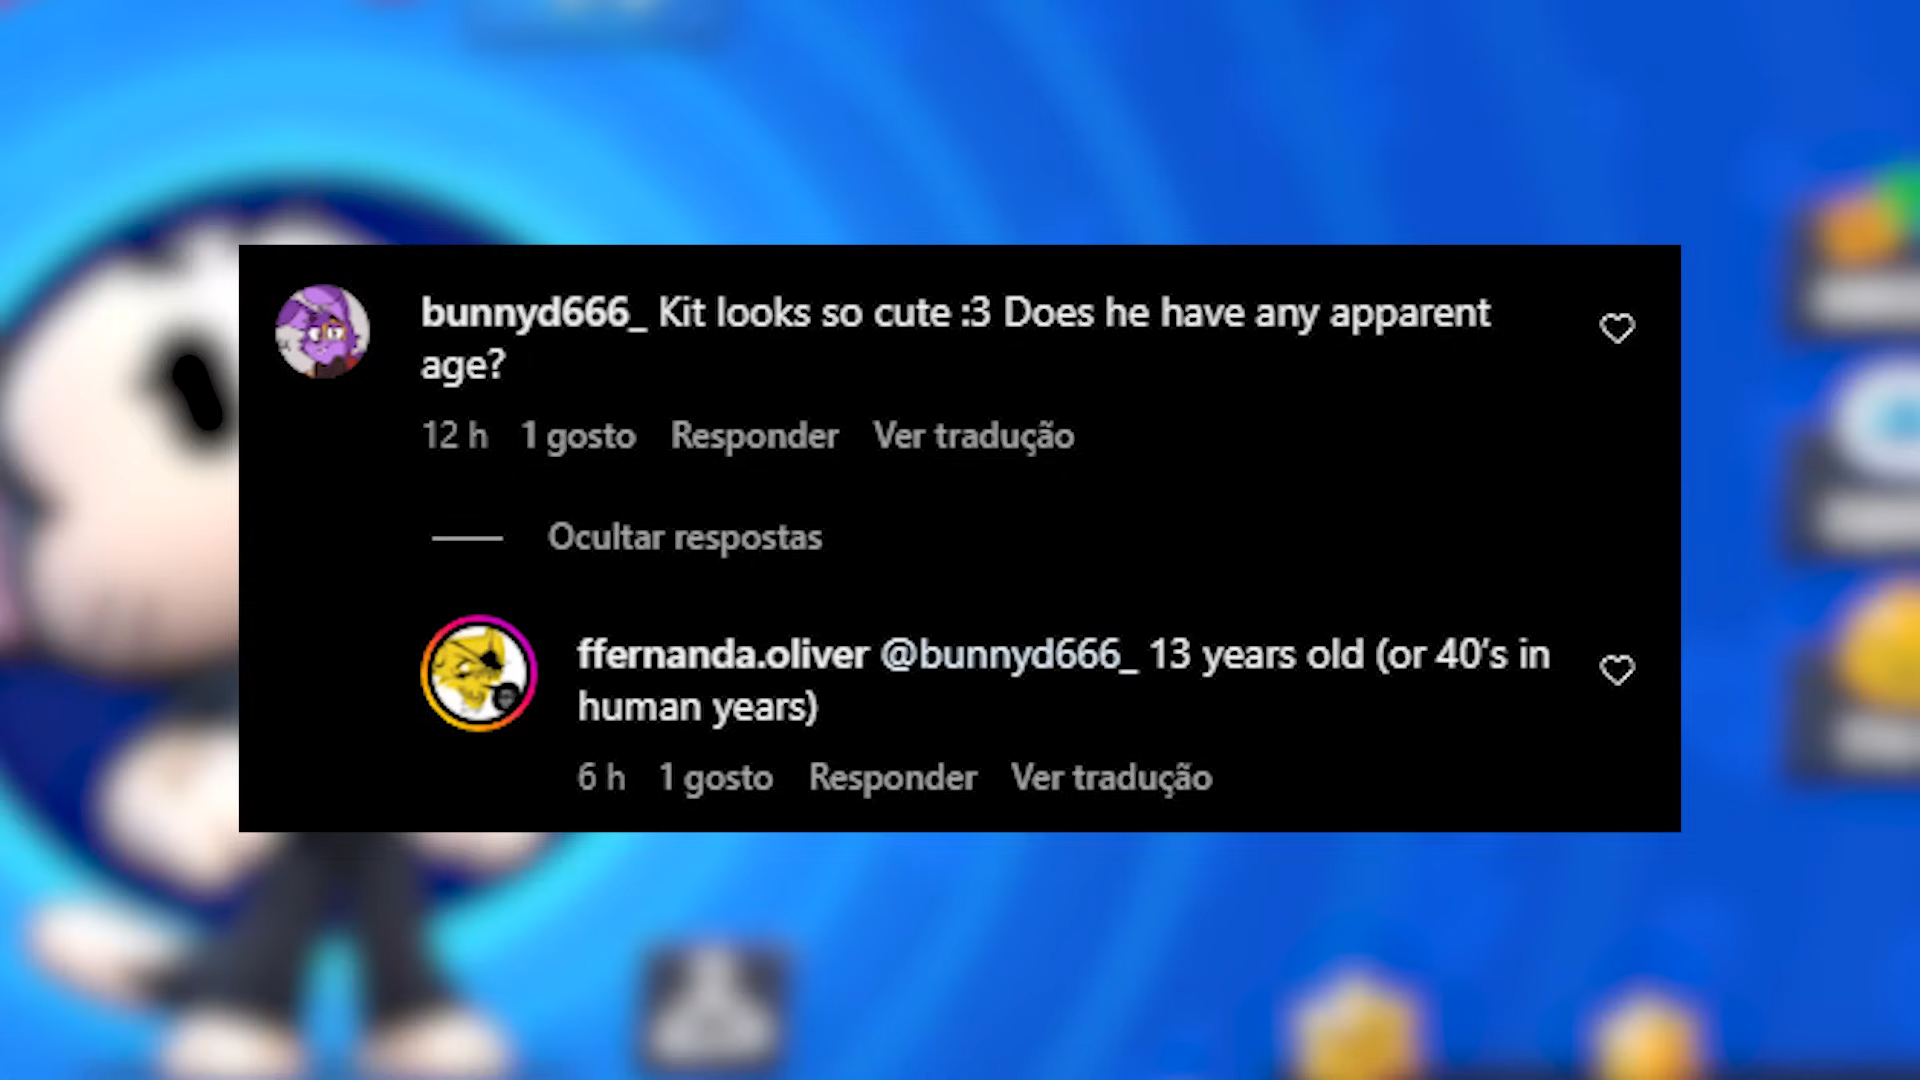 bunnyd666_ Kit looks so cute :3 Does he have any apparent
age?
12 h 1 gosto Responder Ver tradução
Ocultar respostas
ffernanda.oliver @bunnyd666_ 13 years old (or 40's in
human years)
6 h 1 gosto Responder Ver tradução